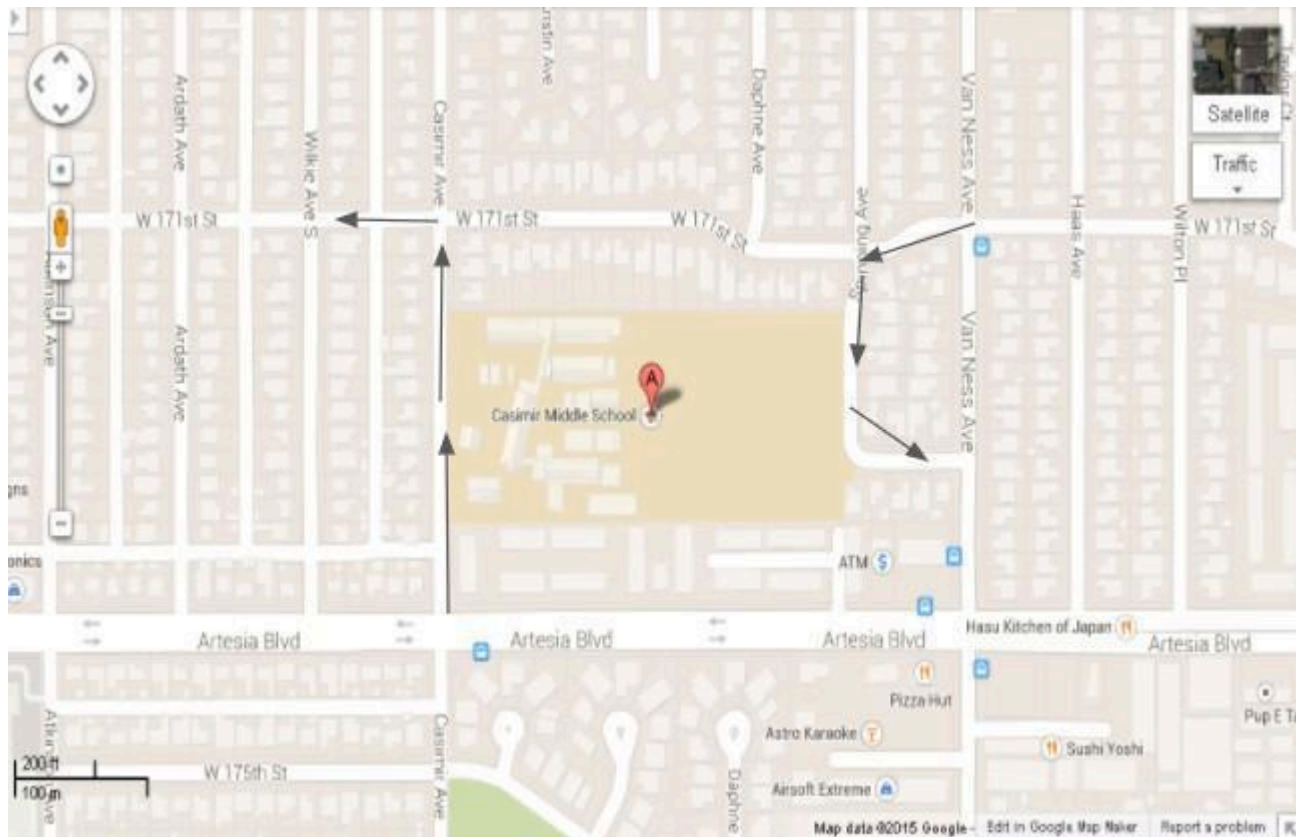 Ardath Ave
Wilkie Ave S
Casimir Ave
Daphne Ave
Van Ness Ave
Satellite
Traffic
W 171st St
W 171st St
W 171st St
W 171st St
Haas Ave
Wilton Pl
Ardath Ave
Van Ness Ave
A
Casimir Middle School
ATM
$
Artesia Blvd
Artesia Blvd
Artesia Blvd
Artesia Blvd
Hasu Kitchen of Japan
Pizza Hut
Astro Karaoke
Sushi Yoshi
Airsoft Extreme
Casimir Ave
Daphne
W 175th St
200 ft
100 m
Map data ©2015 Google -
Edit in Google Map Maker
Report a problem